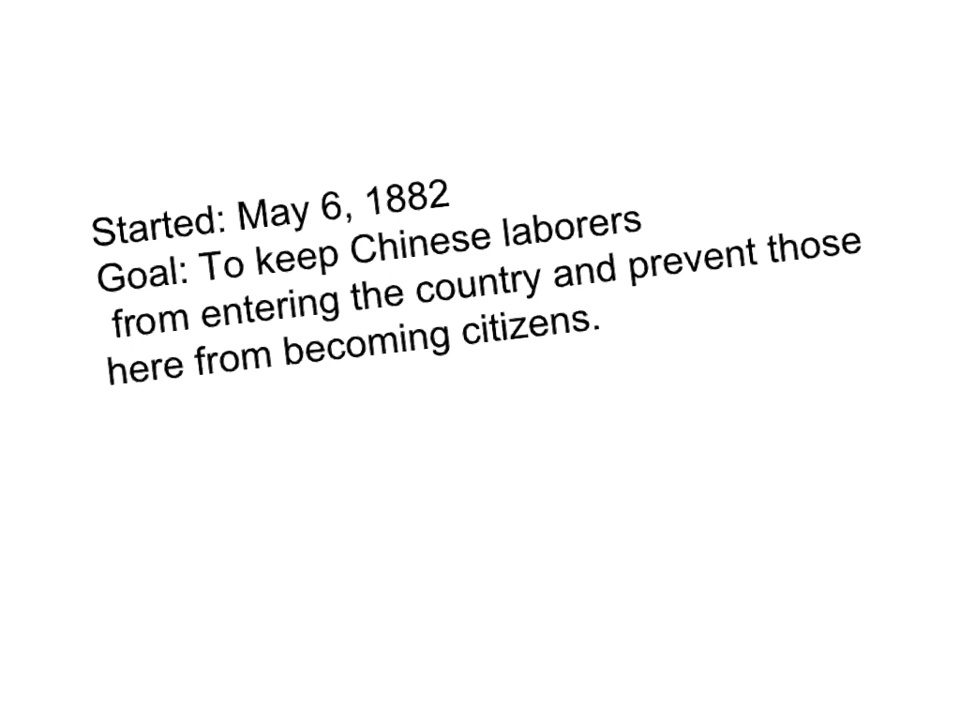 Started: May 6, 1882
Goal: To keep Chinese laborers
from entering the country and prevent those
here from becoming citizens.